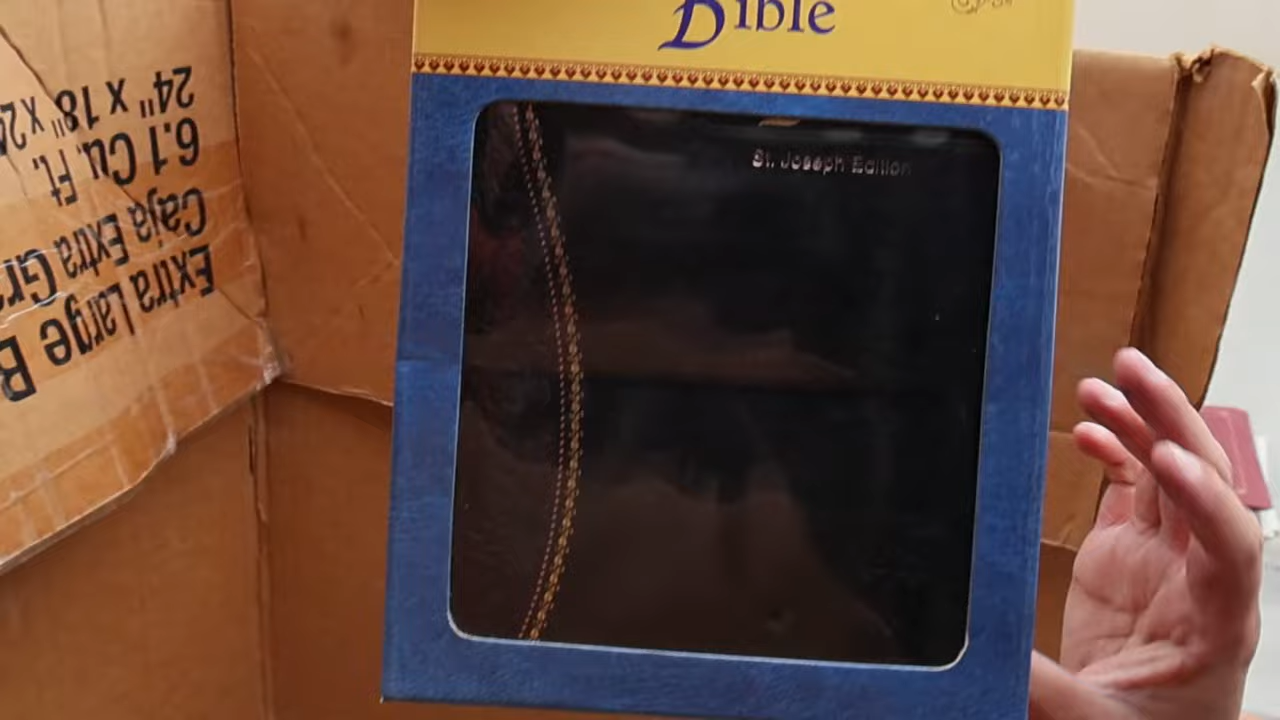 Bible
St. Joseph Edition
24" x 18" x 2
6.1 Cu. Ft.
Caja Extra Gr
Extra Large B